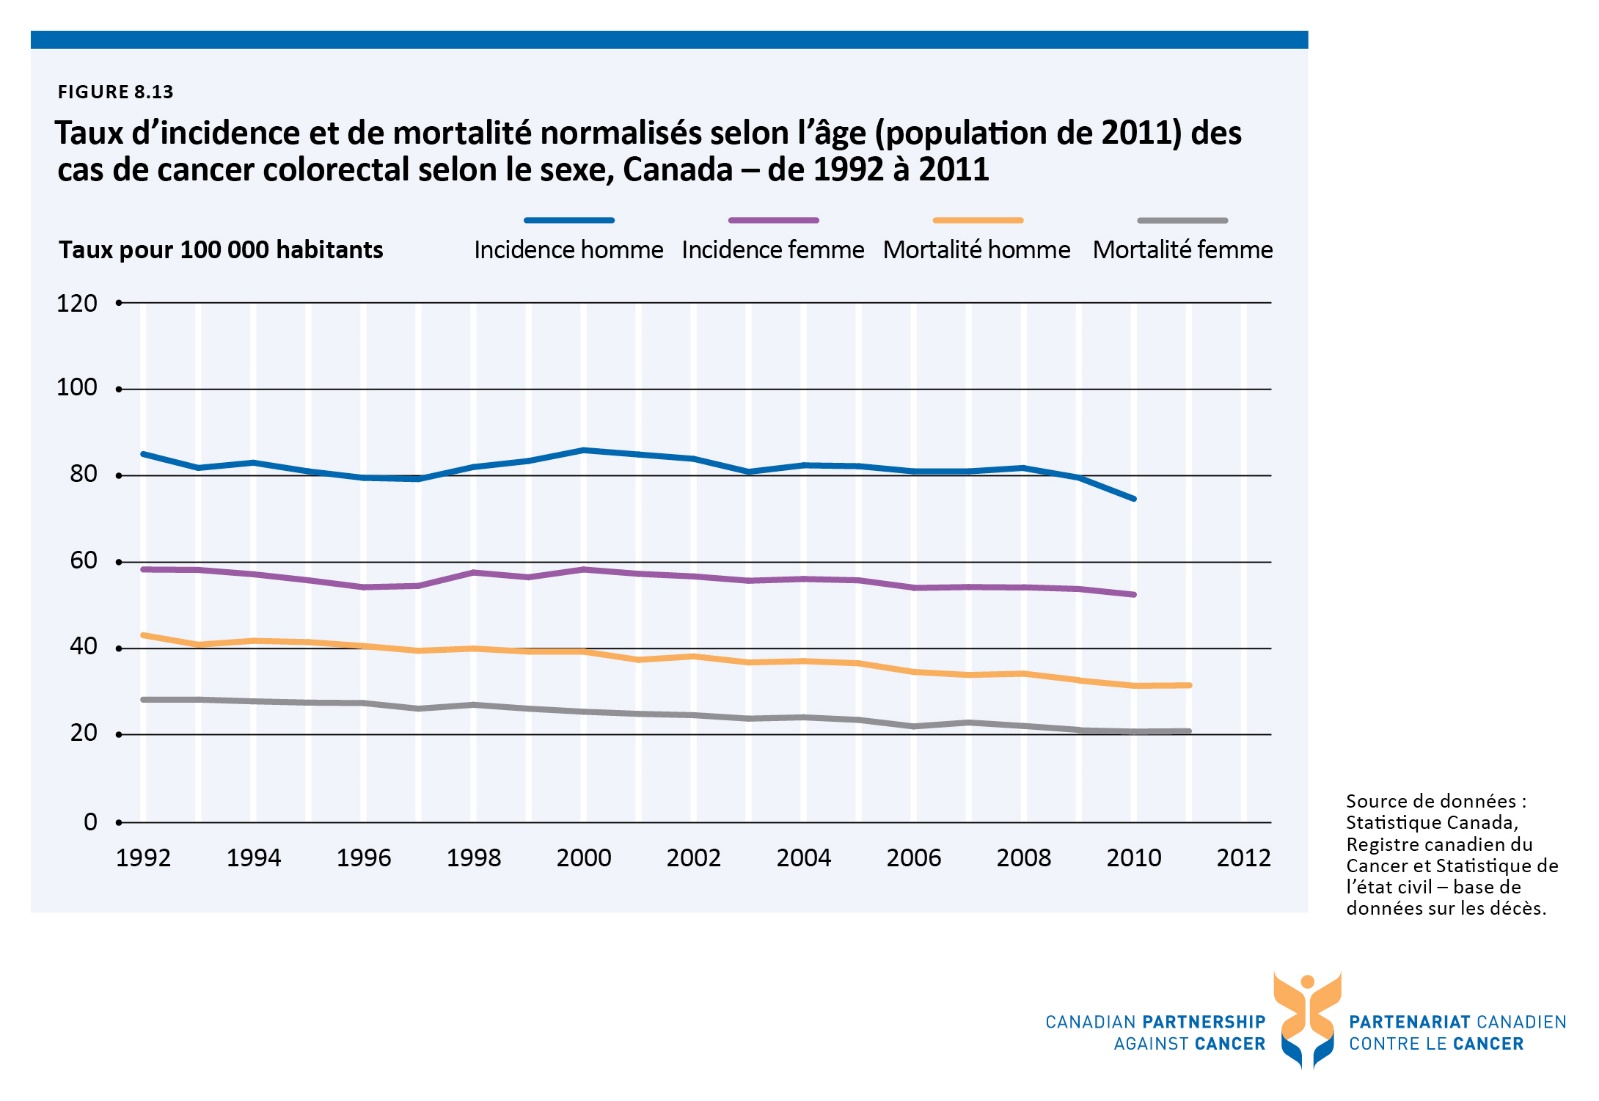 FIGURE 8.13
Taux d’incidence et de mortalité normalisés selon l’âge (population de 2011) des
cas de cancer colorectal selon le sexe, Canada – de 1992 à 2011
Taux pour 100 000 habitants
Incidence homme
Incidence femme
Mortalité homme
Mortalité femme
120
100
80
60
40
20
0
1992
1994
1996
1998
2000
2002
2004
2006
2008
2010
2012
Source de données :
Statistique Canada,
Registre canadien du
Cancer et Statistique de
l’état civil – base de
données sur les décès.
CANADIAN PARTNERSHIP
AGAINST CANCER
PARTENARIAT CANADIEN
CONTRE LE CANCER